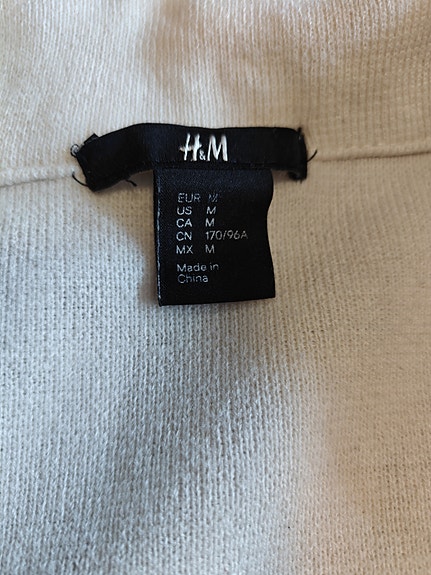 H&M
EUR M
US M
CA M
CN 170/96A
MX M
Made in
China